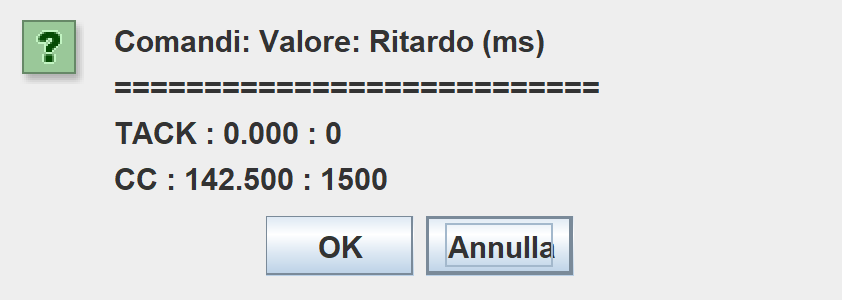 ?
Comandi: Valore: Ritardo (ms)
===========================
TACK : 0.000 : 0
CC : 142.500 : 1500
OK
Annulla